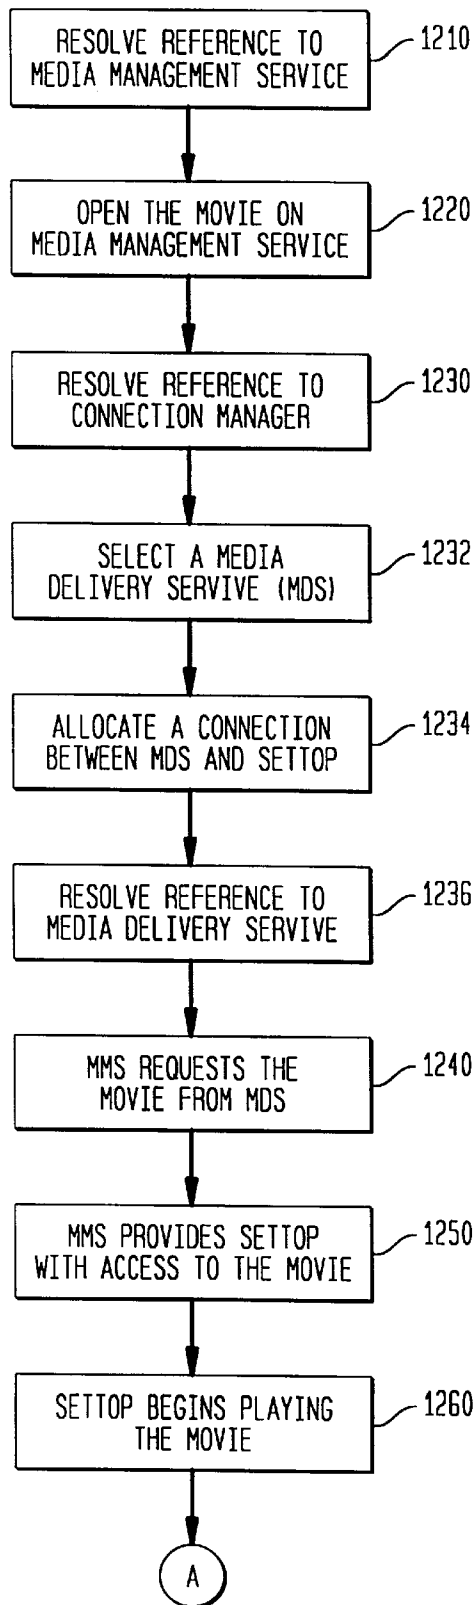 RESOLVE REFERENCE TO
MEDIA MANAGEMENT SERVICE
1210
OPEN THE MOVIE ON
MEDIA MANAGEMENT SERVICE
1220
RESOLVE REFERENCE TO
CONNECTION MANAGER
1230
SELECT A MEDIA
DELIVERY SERVIVE (MDS)
1232
ALLOCATE A CONNECTION
BETWEEN MDS AND SETTOP
1234
RESOLVE REFERENCE TO
MEDIA DELIVERY SERVIVE
1236
MMS REQUESTS THE
MOVIE FROM MDS
1240
MMS PROVIDES SETTOP
WITH ACCESS TO THE MOVIE
1250
SETTOP BEGINS PLAYING
THE MOVIE
1260
A